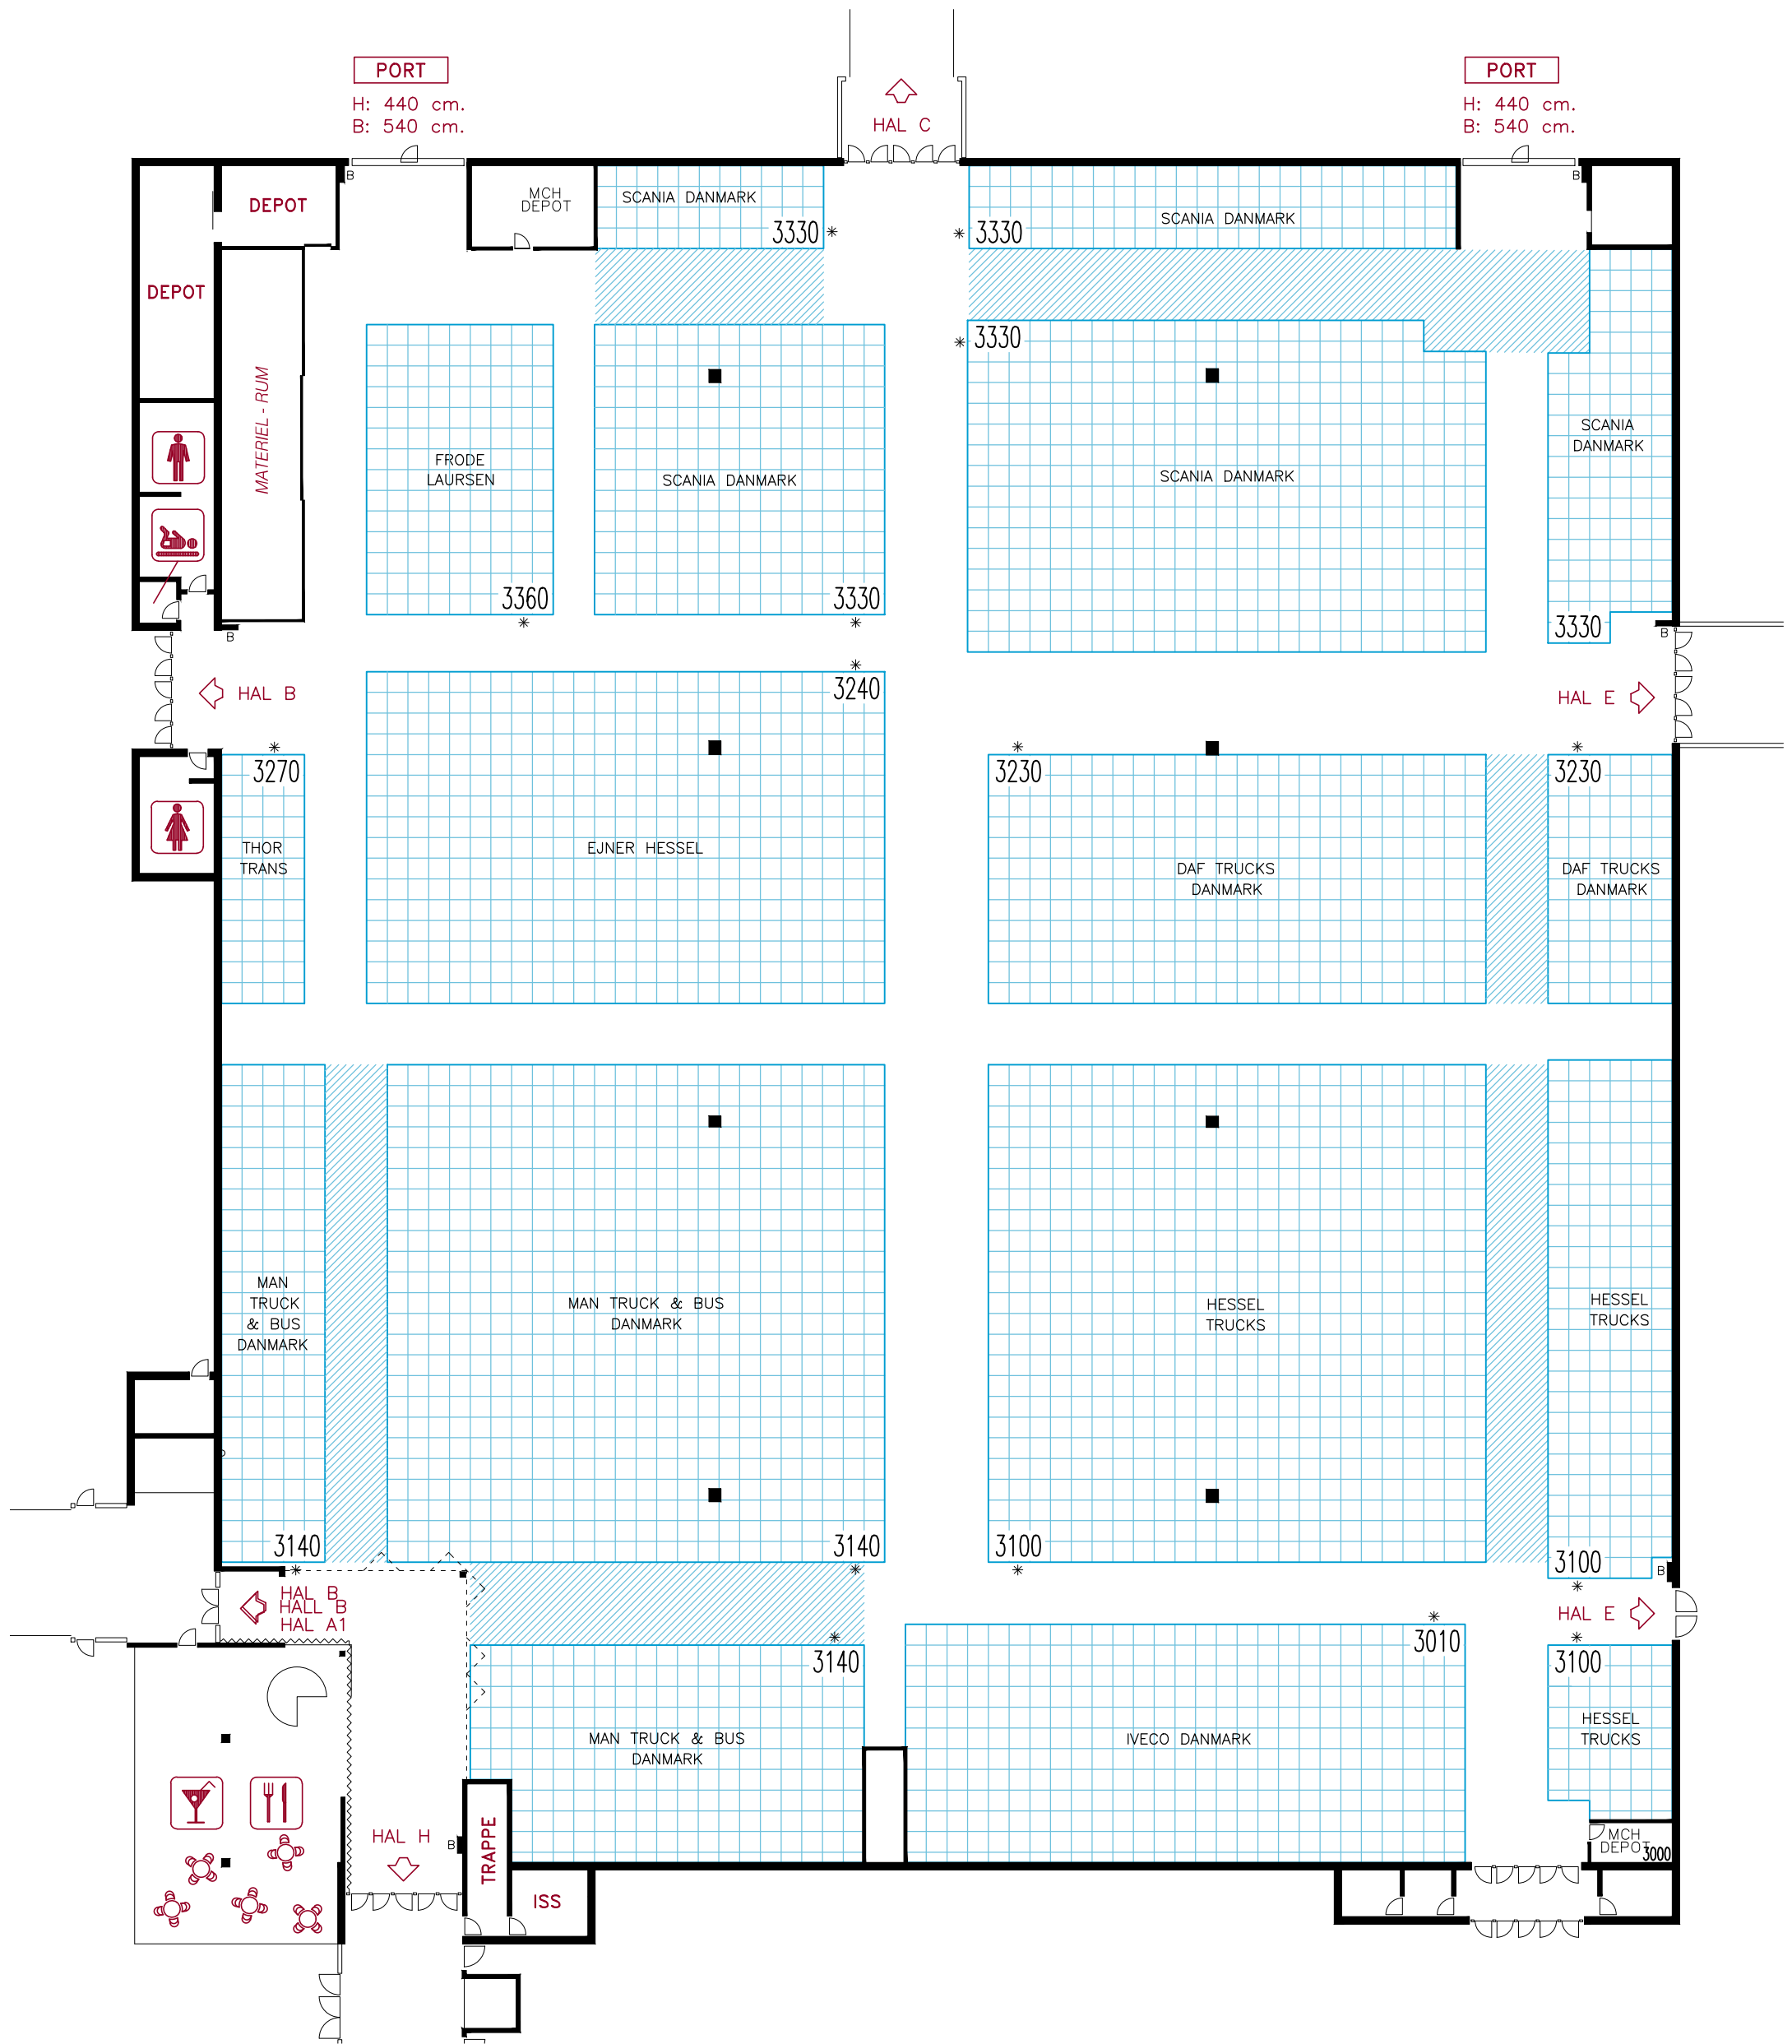 PORT
H: 440 cm.
B: 540 cm.
HAL C
PORT
H: 440 cm.
B: 540 cm.
B
DEPOT
MCH
DEPOT
SCANIA DANMARK
3330
3330
SCANIA DANMARK
B
DEPOT
MATERIEL - RUM
FRODE
LAURSEN
3360
SCANIA DANMARK
3330
3330
SCANIA DANMARK
SCANIA
DANMARK
3330
B
B
HAL B
HAL E
3270
THOR
TRANS
3240
EJNER HESSEL
3230
DAF TRUCKS
DANMARK
3230
DAF TRUCKS
DANMARK
MAN
TRUCK
& BUS
DANMARK
3140
MAN TRUCK & BUS
DANMARK
3140
HESSEL
TRUCKS
3100
HESSEL
TRUCKS
3100
B
HAL B
HALL B
HAL A1
HAL E
3140
MAN TRUCK & BUS
DANMARK
3010
IVECO DANMARK
3100
HESSEL
TRUCKS
HAL H
B
TRAPPE
ISS
MCH
DEPOT
3000